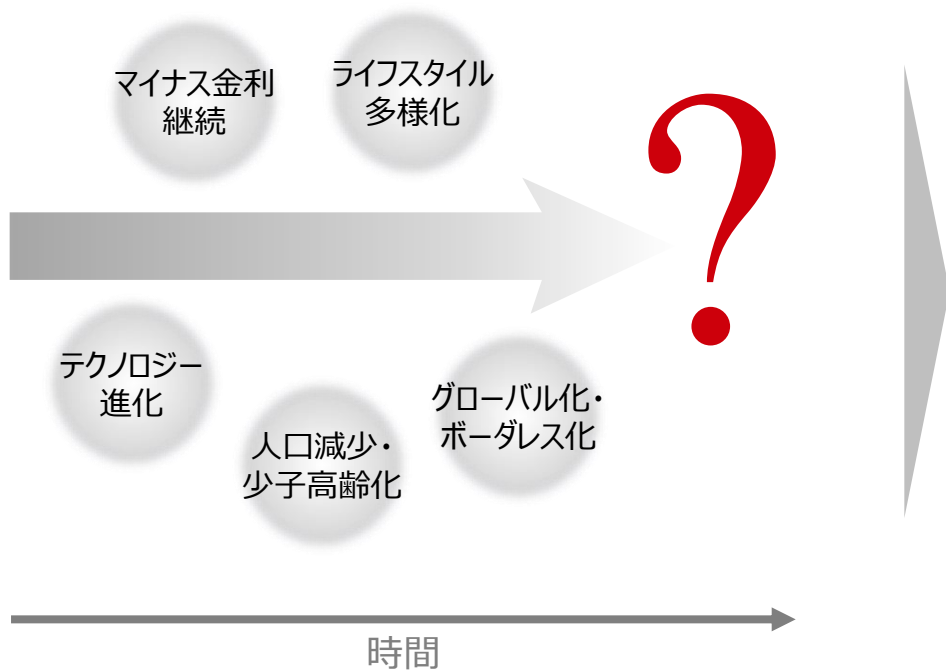 マイナス金利
継続
ライフスタイル
多様化
?
テクノロジー
進化
人口減少・
少子高齢化
グローバル化・
ボーダレス化
時間